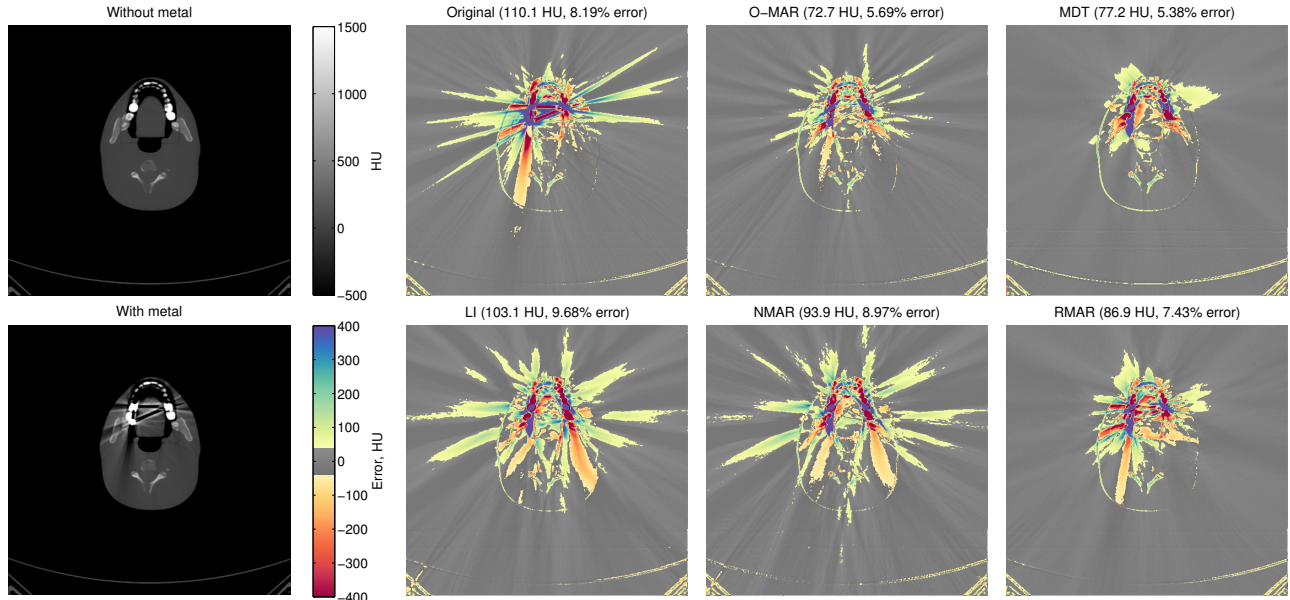 Without metal
1500
1000
500
0
−500
HU
Original (110.1 HU, 8.19% error)
O−MAR (72.7 HU, 5.69% error)
MDT (77.2 HU, 5.38% error)
With metal
400
300
200
100
0
−100
−200
−300
−400
Error, HU
LI (103.1 HU, 9.68% error)
NMAR (93.9 HU, 8.97% error)
RMAR (86.9 HU, 7.43% error)